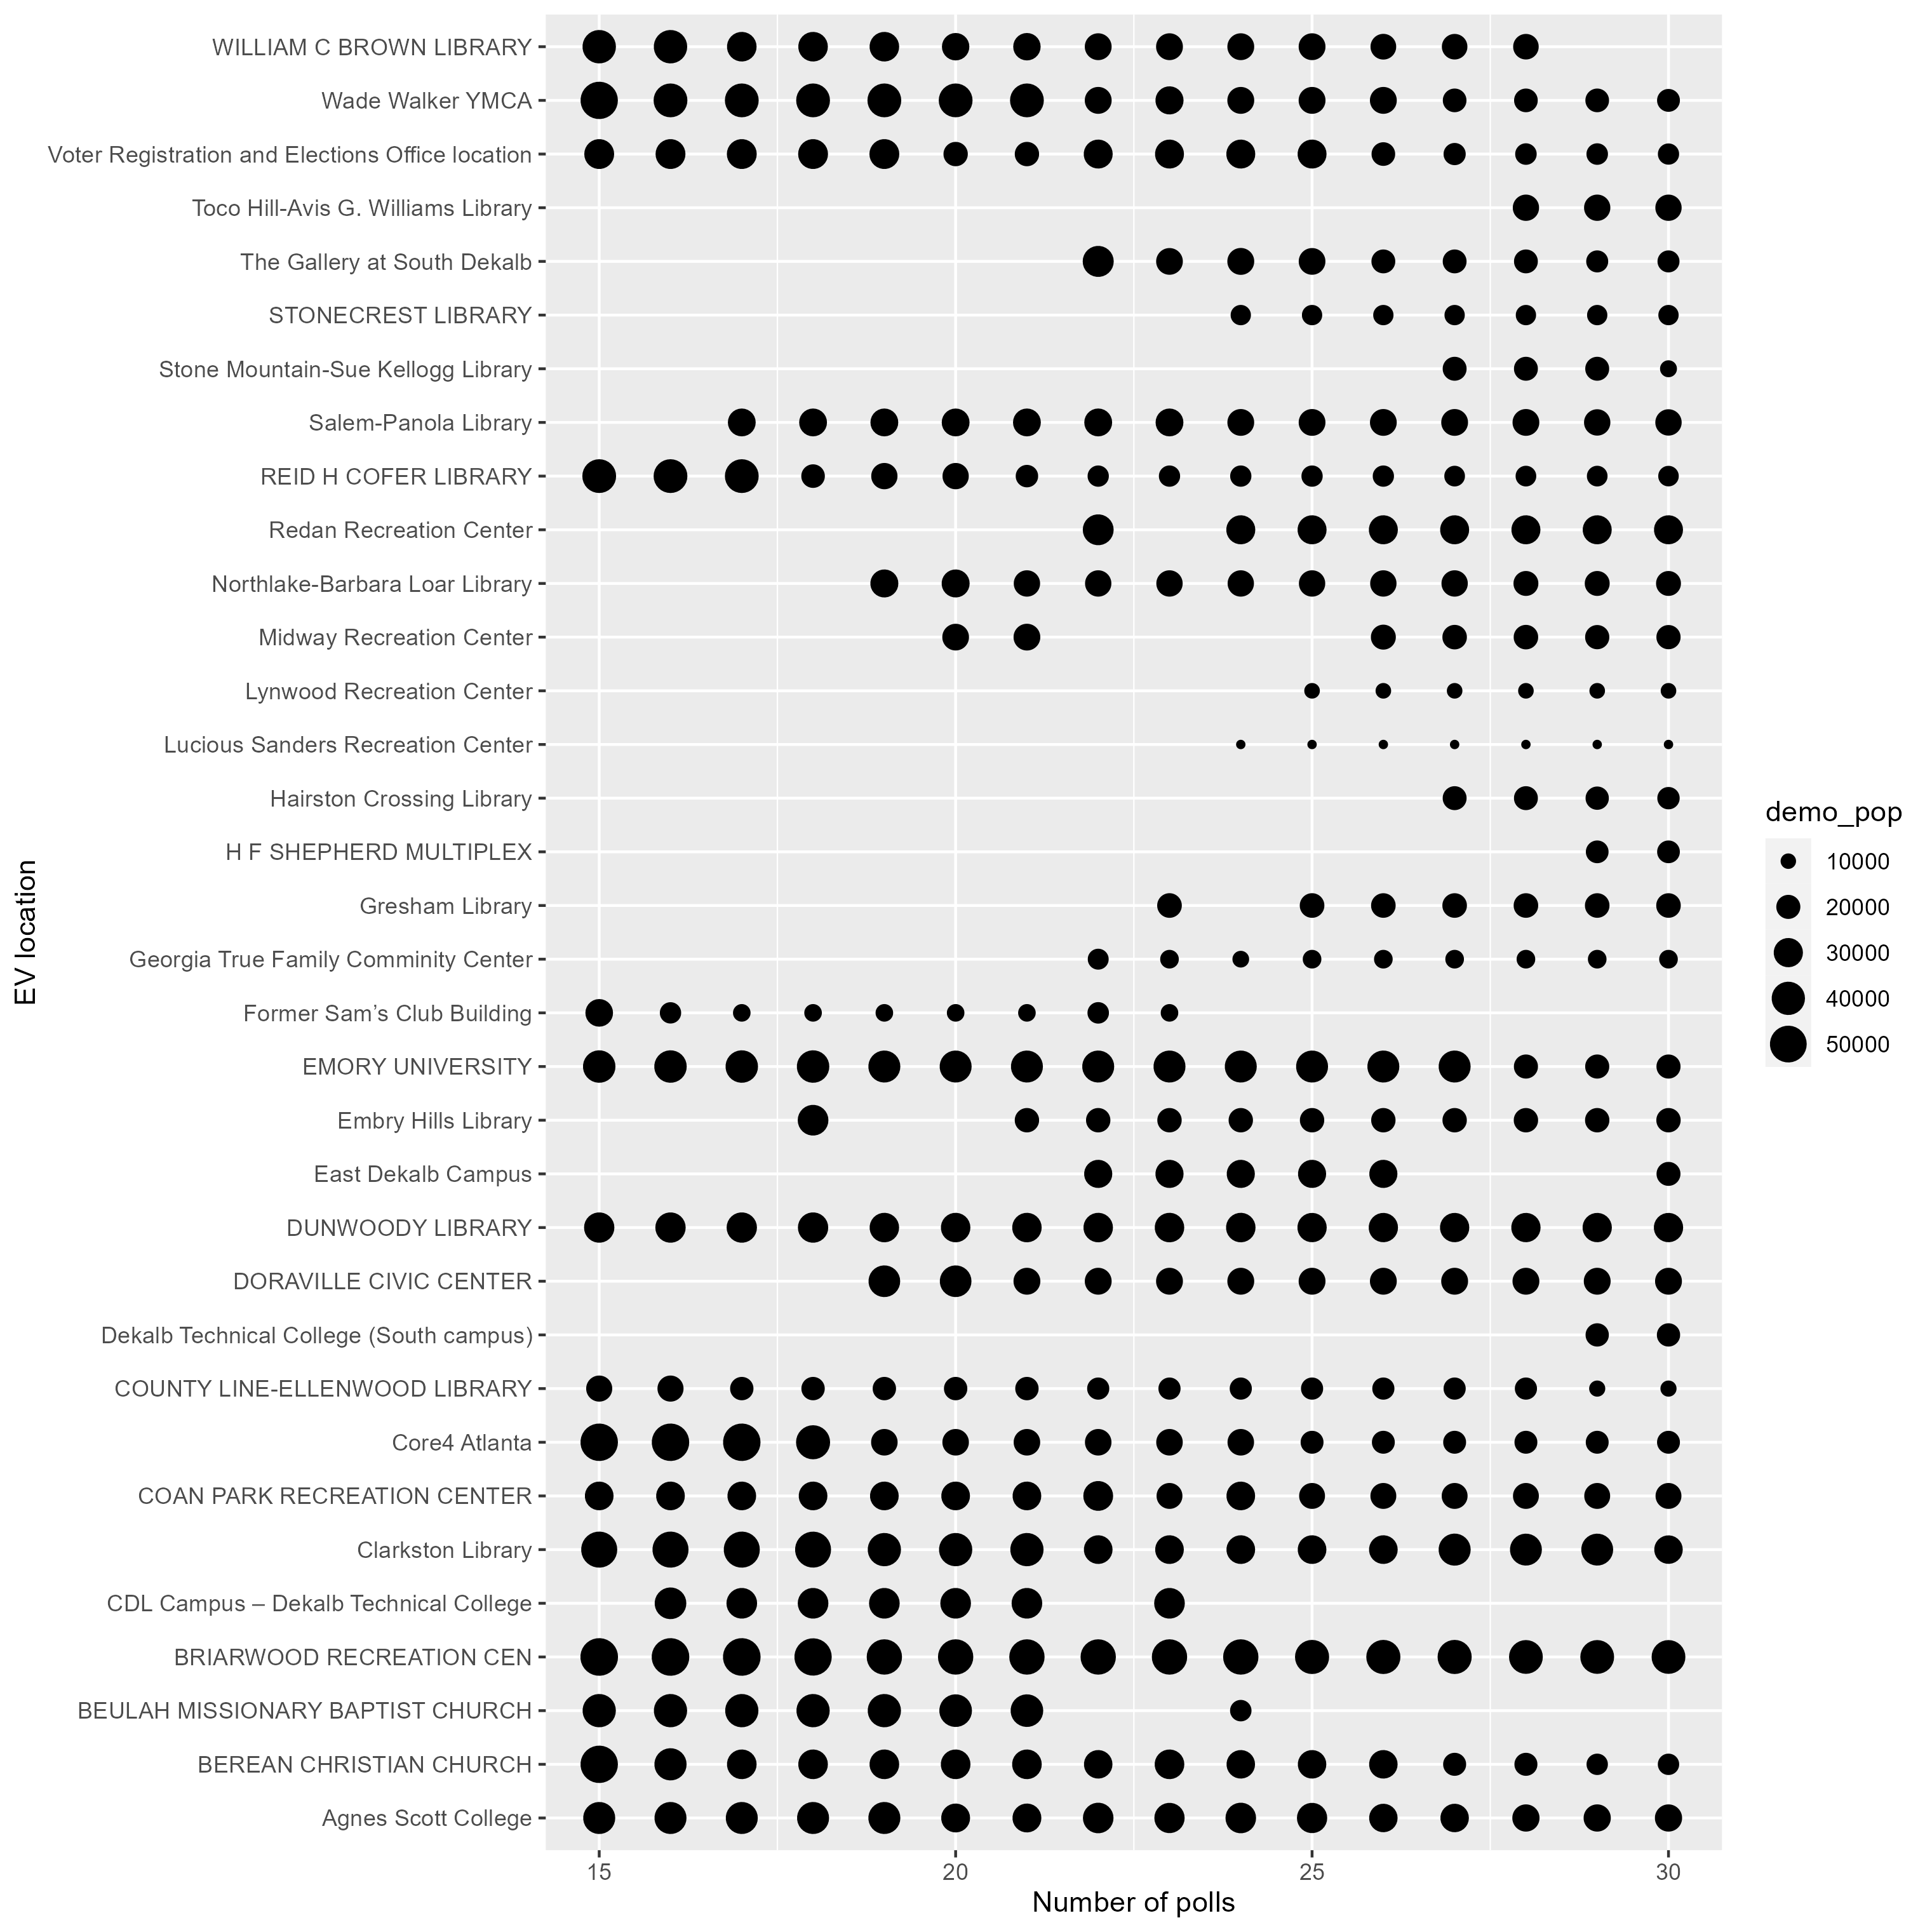 WILLIAM C BROWN LIBRARY
Wade Walker YMCA
Voter Registration and Elections Office location
Toco Hill-Avis G. Williams Library
The Gallery at South Dekalb
STONECREST LIBRARY
Stone Mountain-Sue Kellogg Library
Salem-Panola Library
REID H COFER LIBRARY
Redan Recreation Center
Northlake-Barbara Loar Library
Midway Recreation Center
Lynwood Recreation Center
Lucious Sanders Recreation Center
Hairston Crossing Library
H F SHEPHERD MULTIPLEX
Gresham Library
Georgia True Family Comminity Center
Former Sam’s Club Building
EMORY UNIVERSITY
Embry Hills Library
East Dekalb Campus
DUNWOODY LIBRARY
DORAVILLE CIVIC CENTER
Dekalb Technical College (South campus)
COUNTY LINE-ELLENWOOD LIBRARY
Core4 Atlanta
COAN PARK RECREATION CENTER
Clarkston Library
CDL Campus – Dekalb Technical College
BRIARWOOD RECREATION CEN
BEULAH MISSIONARY BAPTIST CHURCH
BEREAN CHRISTIAN CHURCH
Agnes Scott College
EV location
15 20 25 30
Number of polls
demo_pop
10000
20000
30000
40000
50000